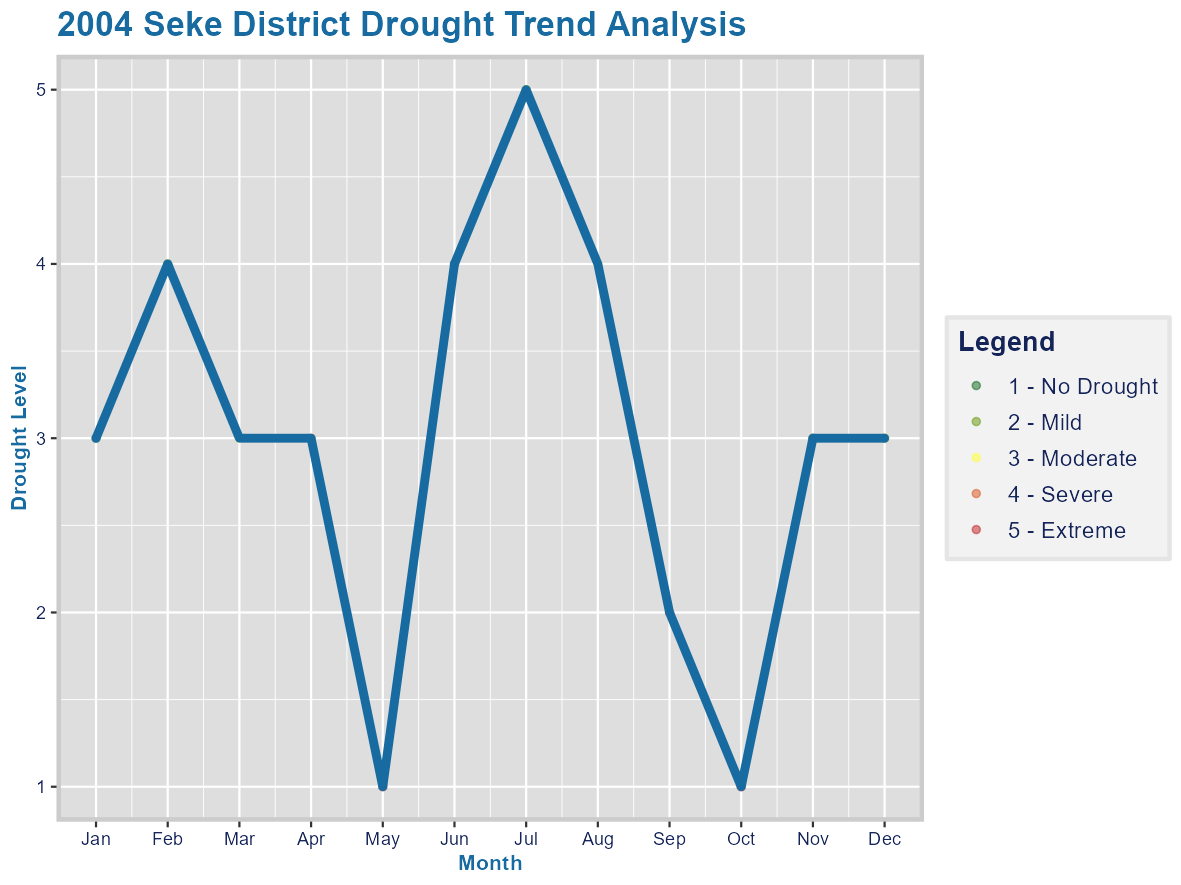 2004 Seke District Drought Trend Analysis
Drought Level
5
4
3
2
1
Jan Feb Mar Apr May Jun Jul Aug Sep Oct Nov Dec
Month
Legend
1 - No Drought
2 - Mild
3 - Moderate
4 - Severe
5 - Extreme